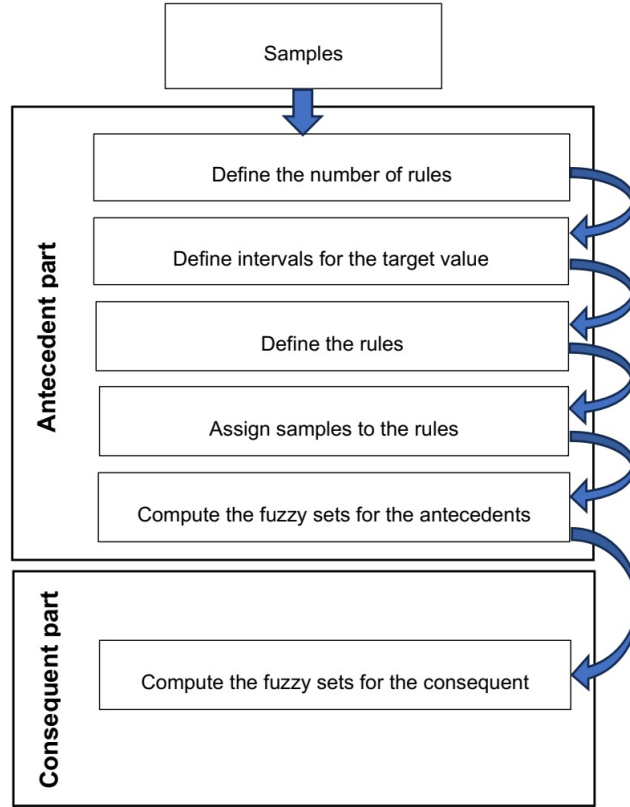 Samples
Antecedent part
Define the number of rules
Define intervals for the target value
Define the rules
Assign samples to the rules
Compute the fuzzy sets for the antecedents
Consequent part
Compute the fuzzy sets for the consequent